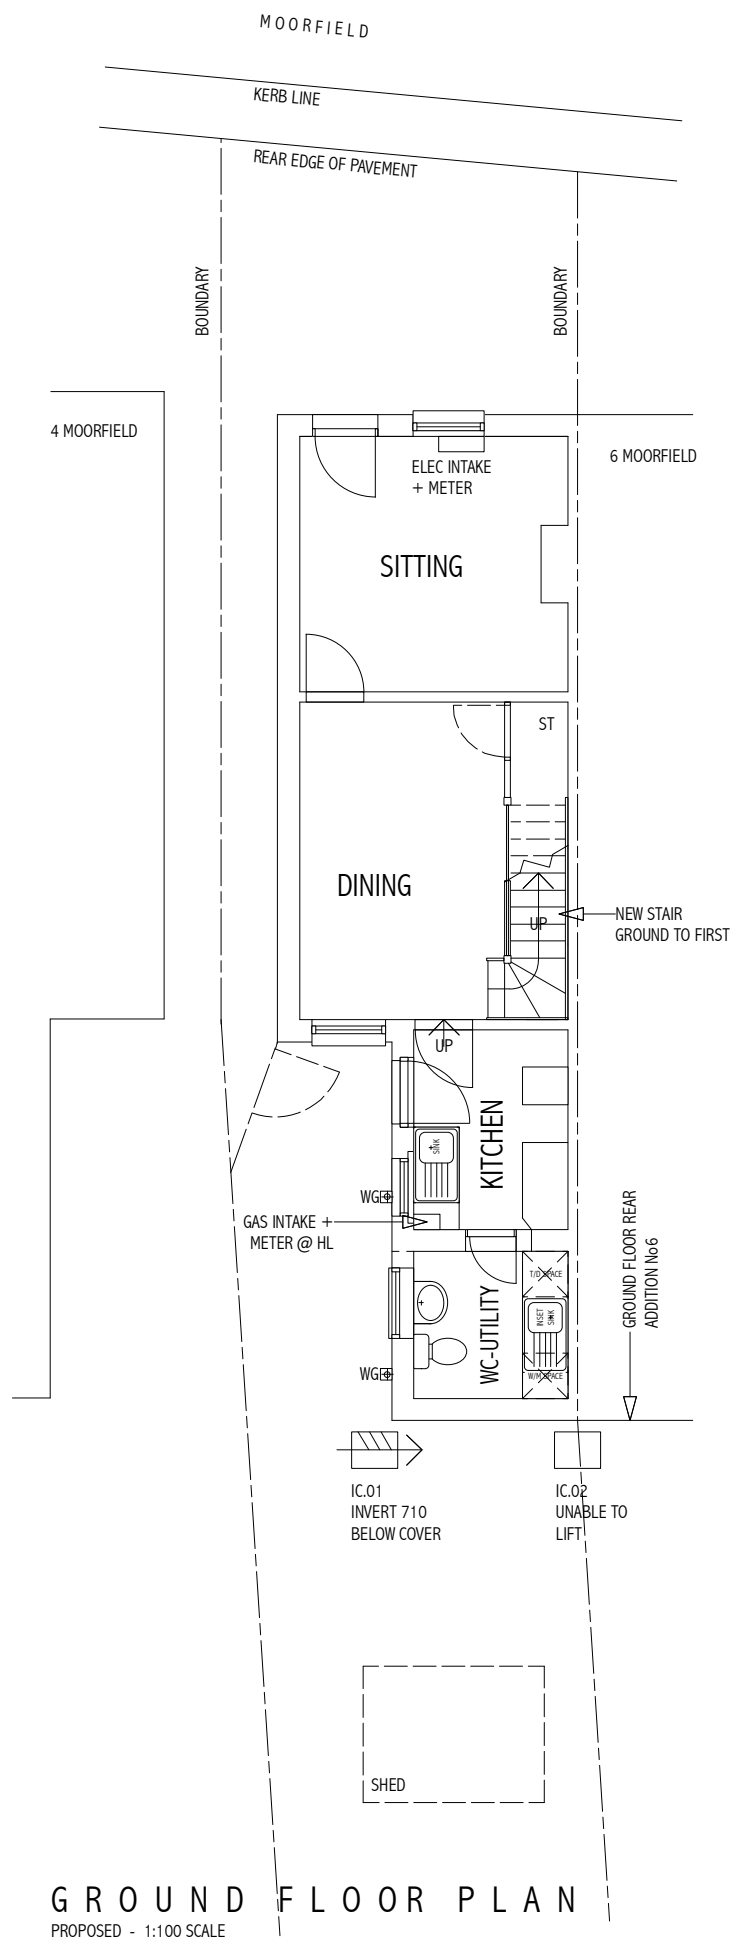 MOORFIELD
KERB LINE
REAR EDGE OF PAVEMENT
BOUNDARY
BOUNDARY
4 MOORFIELD
6 MOORFIELD
ELEC INTAKE
+ METER
SITTING
ST
DINING
UP
NEW STAIR
GROUND TO FIRST
UP
KITCHEN
SINK
WG
GAS INTAKE +
METER @ HL
GROUND FLOOR REAR
ADDITION No6
T/D SPACE
WC-UTILITY
INSET
SINK
WG
W/M SPACE
IC.01
INVERT 710
BELOW COVER
IC.02
UNABLE TO
LIFT
SHED
GROUND FLOOR PLAN
PROPOSED - 1:100 SCALE